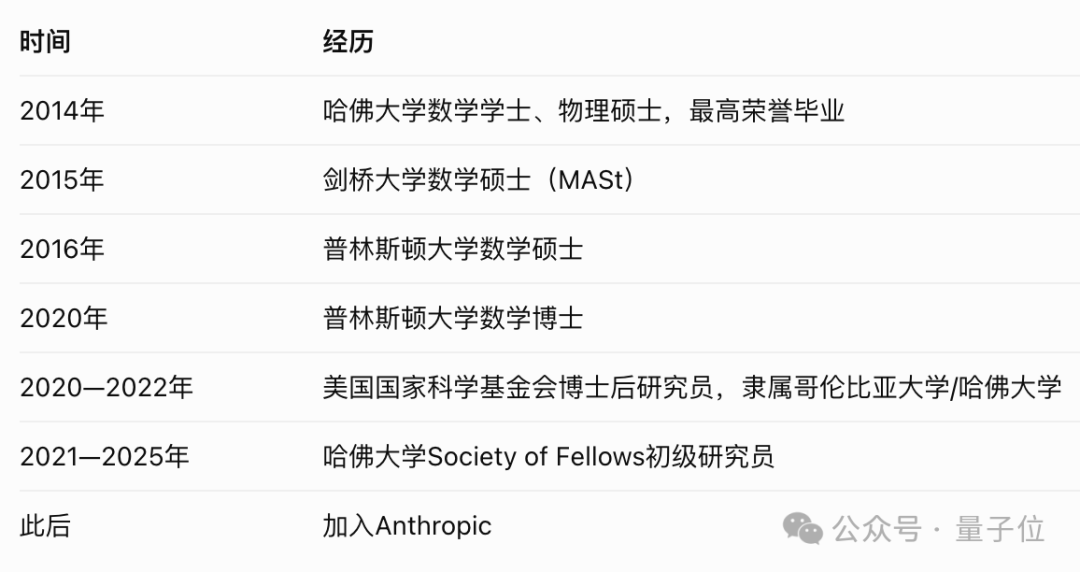 时间 经历
2014年 哈佛大学数学学士、物理硕士，最高荣誉毕业
2015年 剑桥大学数学硕士（MASt）
2016年 普林斯顿大学数学硕士
2020年 普林斯顿大学数学博士
2020—2022年 美国国家科学基金会博士后研究员，隶属哥伦比亚大学/哈佛大学
2021—2025年 哈佛大学Society of Fellows初级研究员
此后 加入Anthropic
公众号 · 量子位